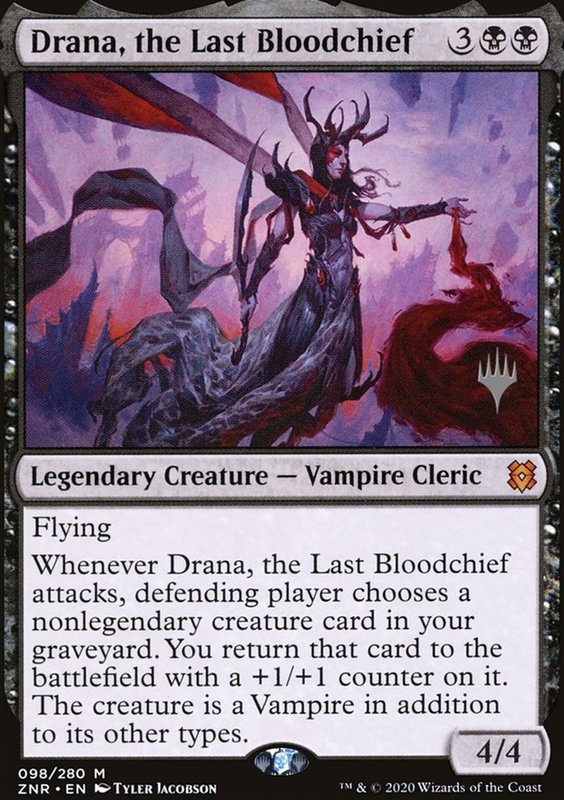 Drana, the Last Bloodchief 3
Legendary Creature — Vampire Cleric
Flying
Whenever Drana, the Last Bloodchief
attacks, defending player chooses a
nonlegendary creature card in your
graveyard. You return that card to the
battlefield with a +1/+1 counter on it.
The creature is a Vampire in addition
to its other types.
4/4
098/280 M
ZNR • EN TYLER JACOBSON
™ & © 2020 Wizards of the Coast